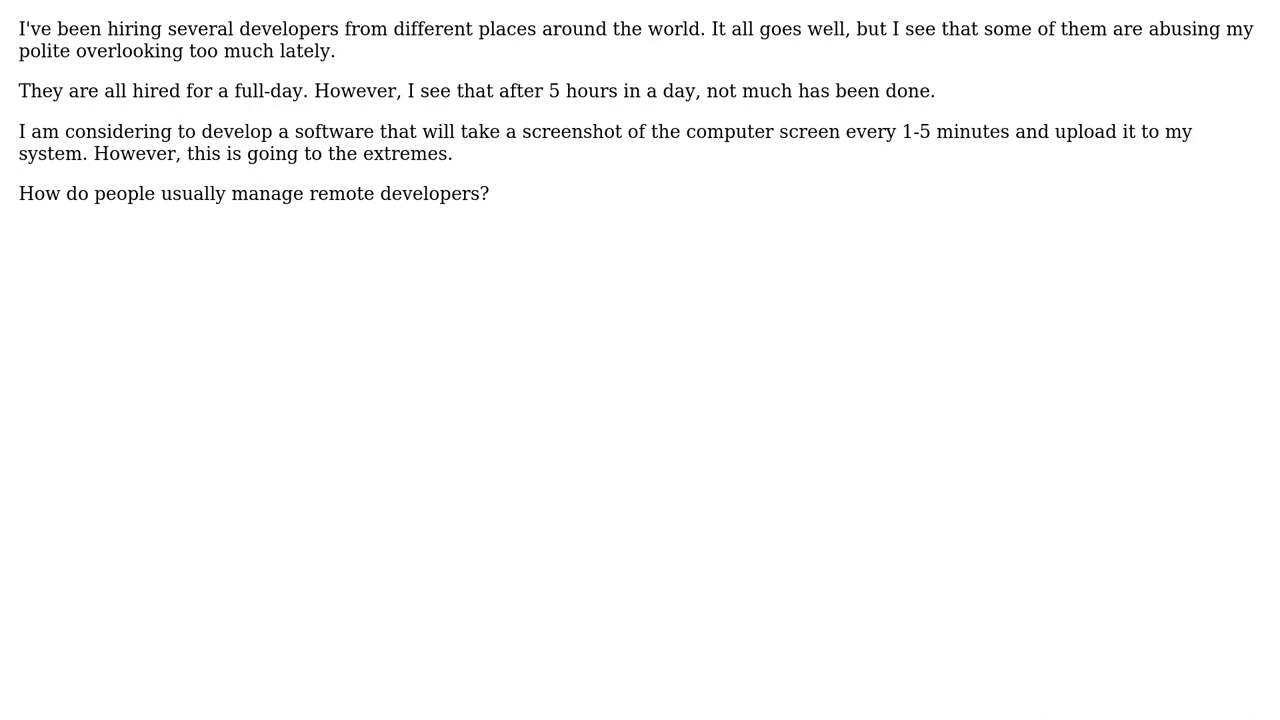 I've been hiring several developers from different places around the world. It all goes well, but I see that some of them are abusing my
polite overlooking too much lately.
They are all hired for a full-day. However, I see that after 5 hours in a day, not much has been done.
I am considering to develop a software that will take a screenshot of the computer screen every 1-5 minutes and upload it to my
system. However, this is going to the extremes.
How do people usually manage remote developers?